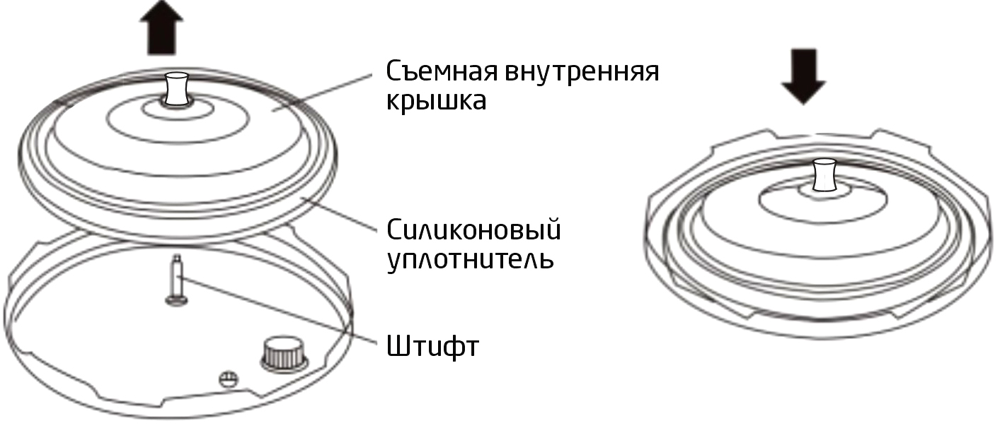 Съемная внутренняя
крышка
Силиконовый
уплотнитель
Штифт